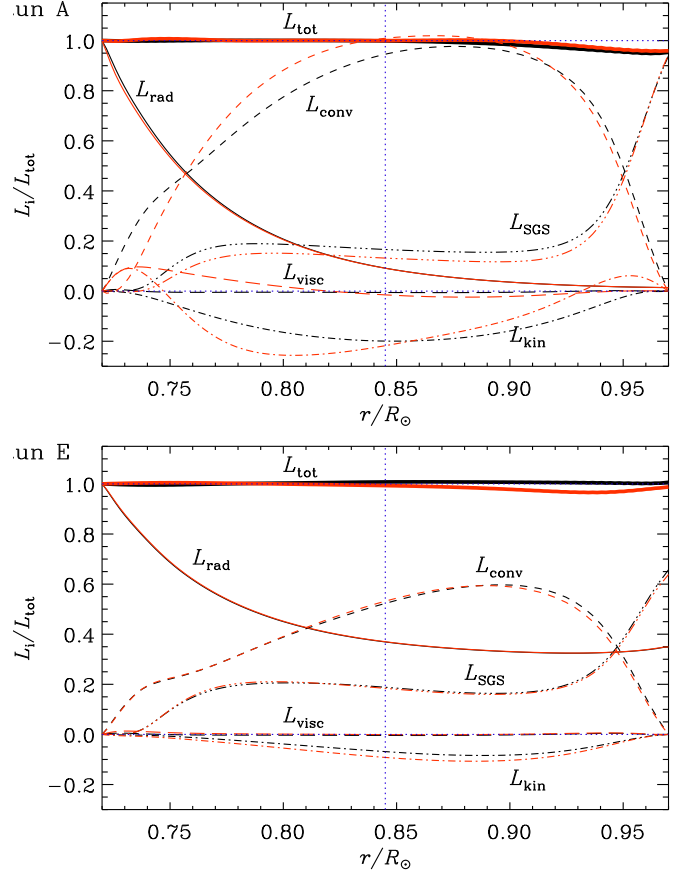 un A
L_tot
1.0
L_rad
L_conv
0.8
0.6
L_i/L_tot
0.4
L_SGS
0.2
L_visc
0.0
L_kin
−0.2
0.75 0.80 0.85 0.90 0.95
r/R_⊙
un E
L_tot
1.0
0.8
L_rad
L_conv
0.6
L_i/L_tot
0.4
L_SGS
0.2
L_visc
0.0
L_kin
−0.2
0.75 0.80 0.85 0.90 0.95
r/R_⊙